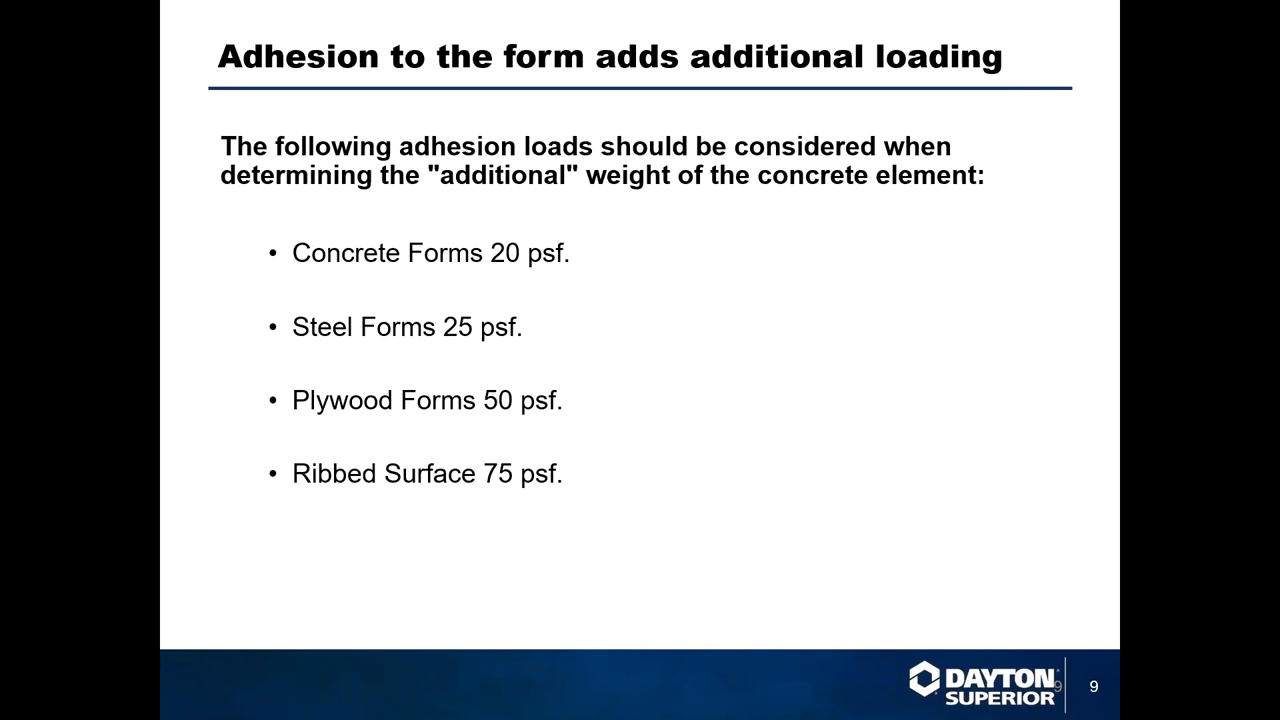 Adhesion to the form adds additional loading
The following adhesion loads should be considered when
determining the "additional" weight of the concrete element:
• Concrete Forms 20 psf.
• Steel Forms 25 psf.
• Plywood Forms 50 psf.
• Ribbed Surface 75 psf.
DAYTON
SUPERIOR
9
9